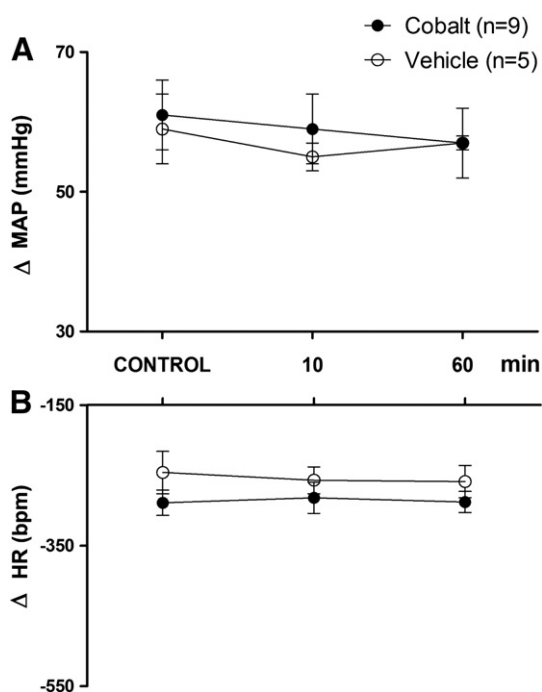 Cobalt (n=9)
Vehicle (n=5)
A
70
50
30
Δ MAP (mmHg)
CONTROL 10 60 min
B
-150
-350
-550
Δ HR (bpm)